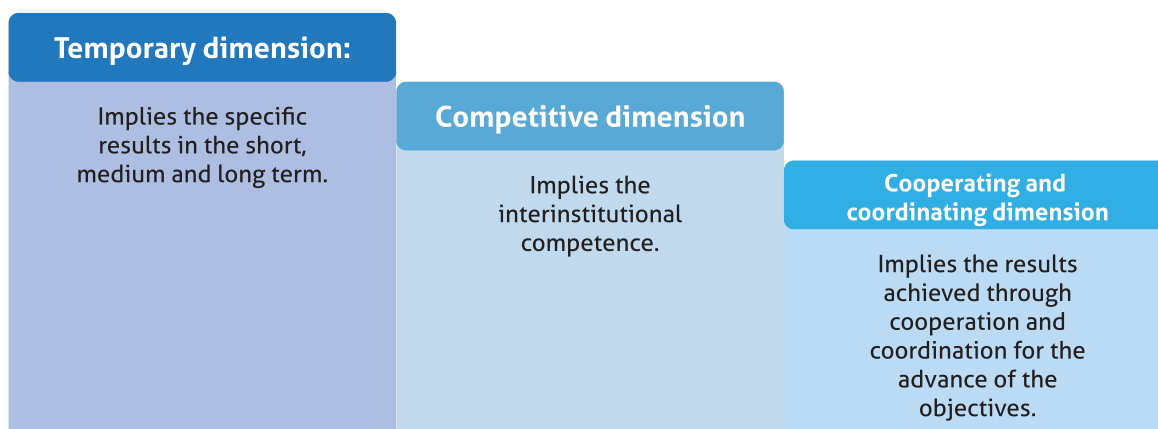 Temporary dimension:
Implies the specific
results in the short,
medium and long term.
Competitive dimension
Implies the
interinstitutional
competence.
Cooperating and
coordinating dimension
Implies the results
achieved through
cooperation and
coordination for the
advance of the
objectives.